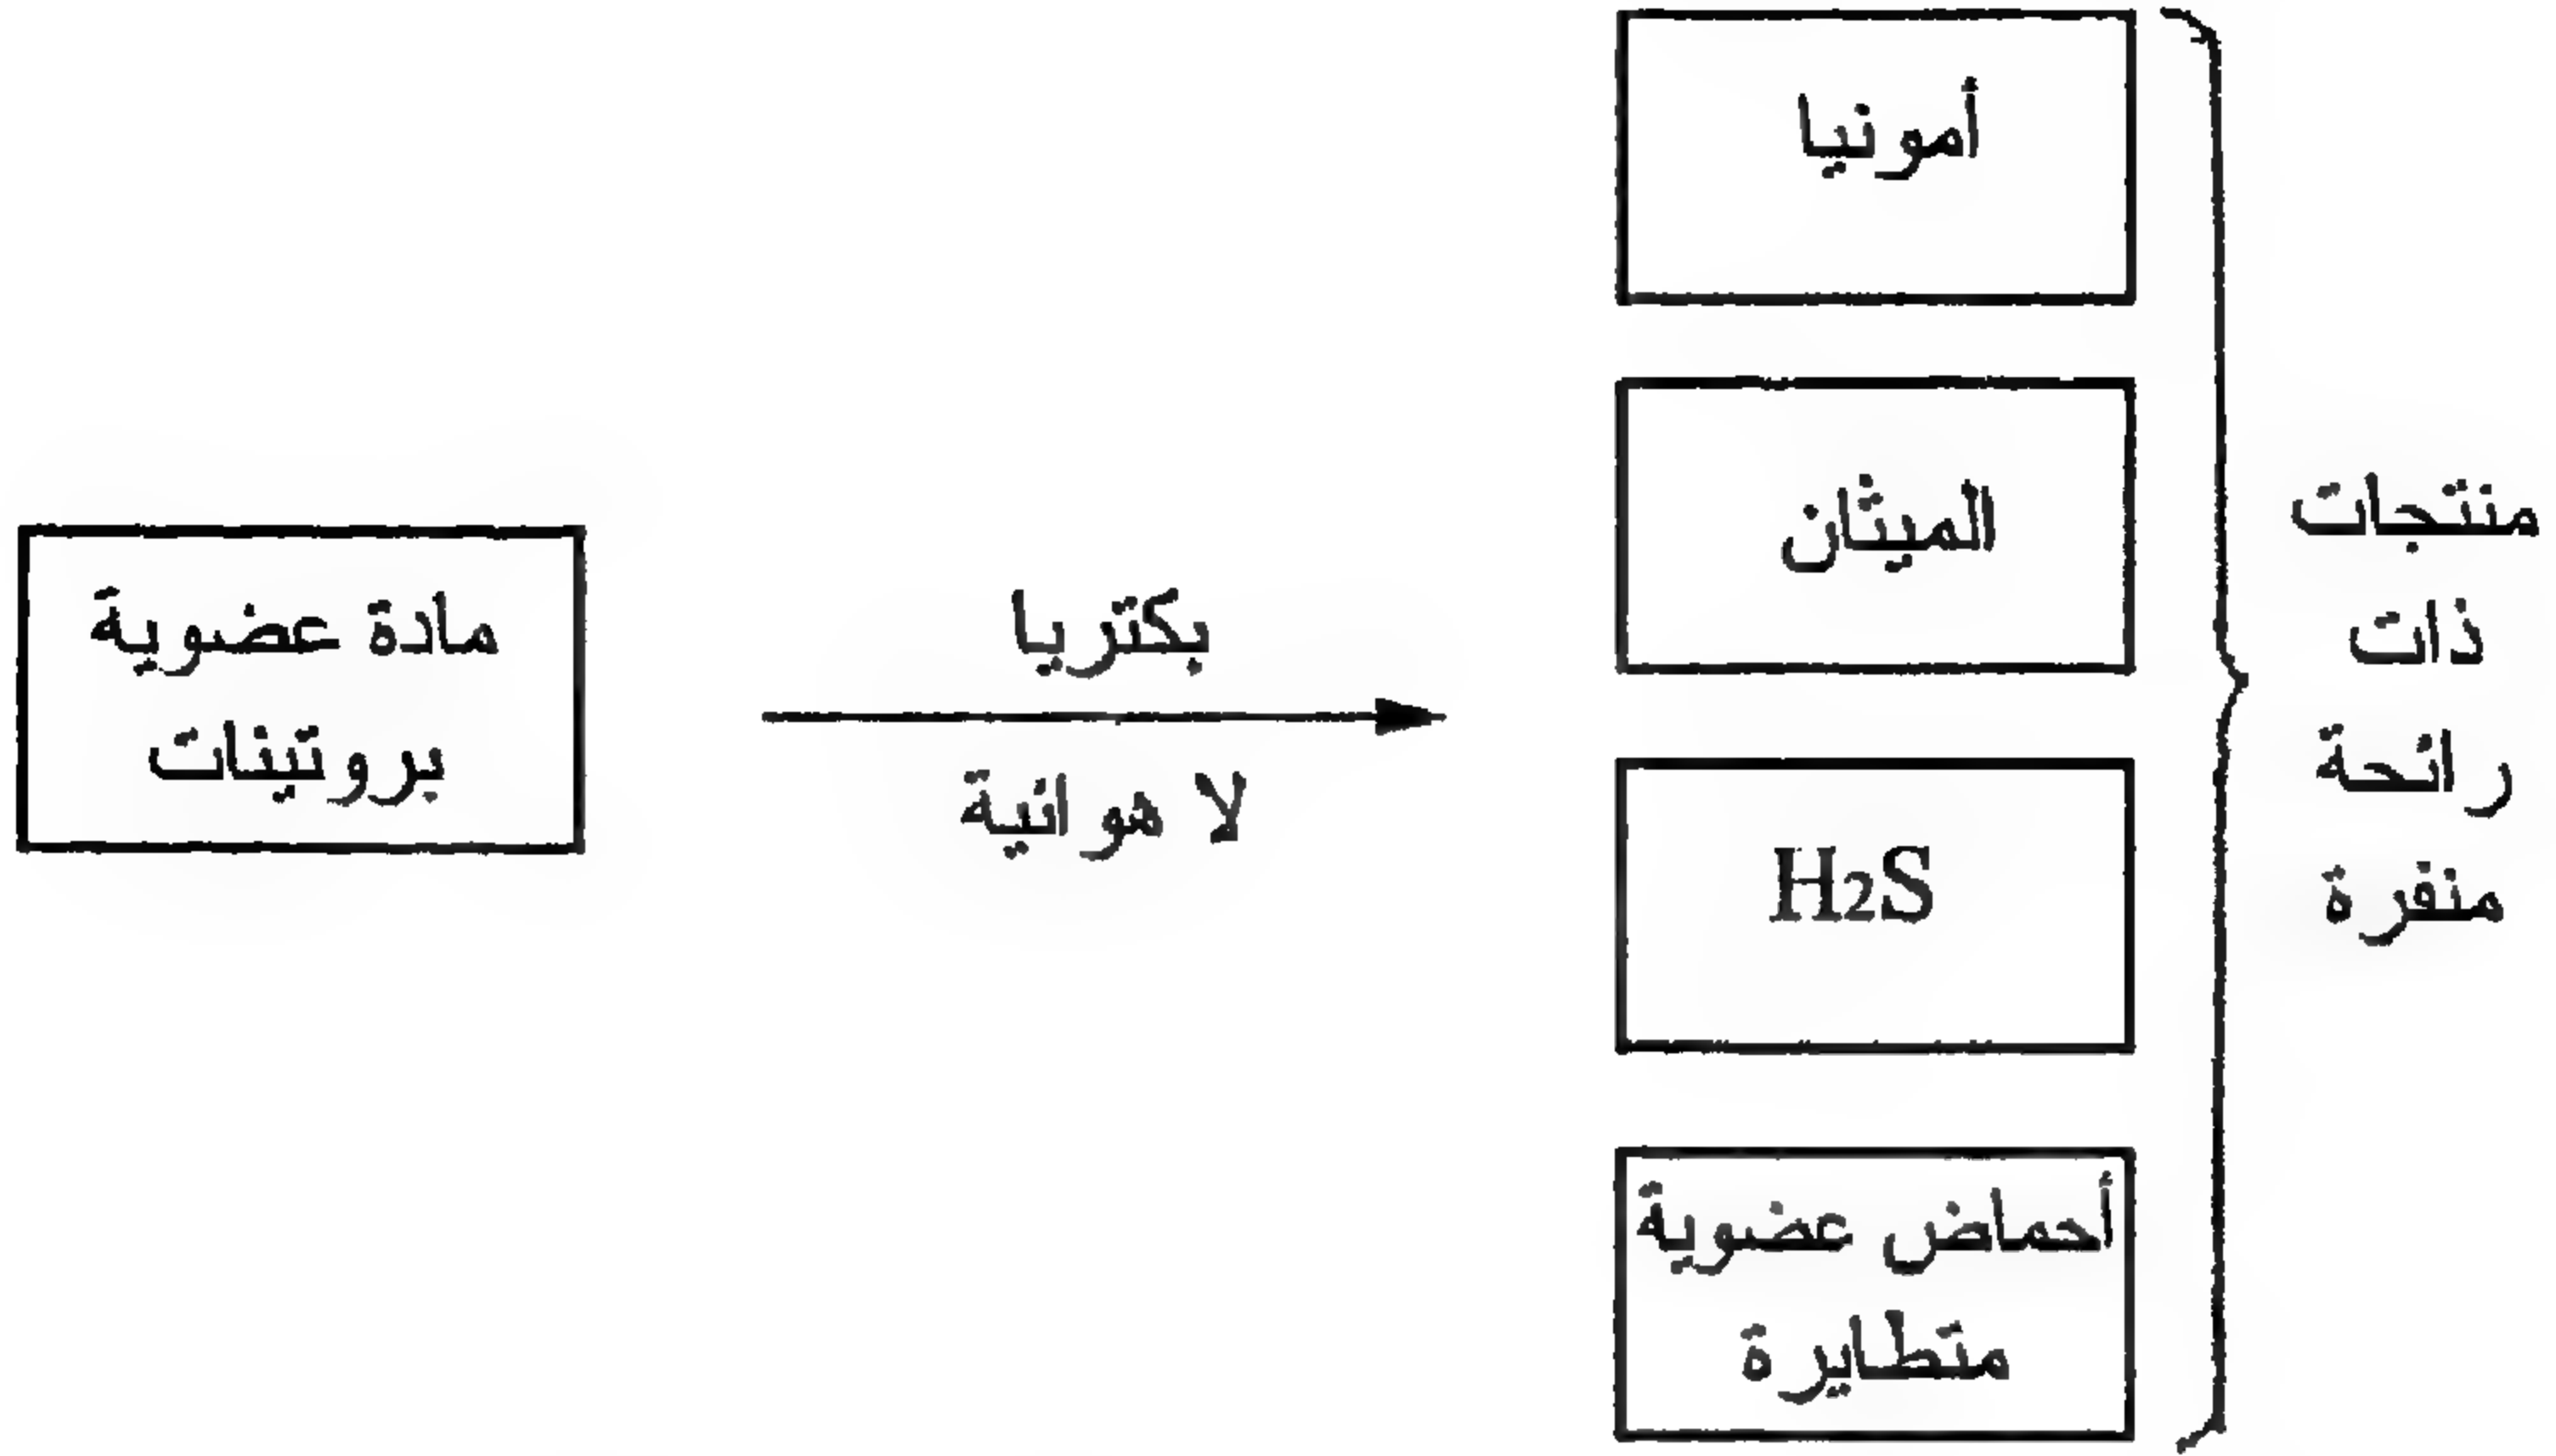 مادة عضوية
بروتينات
بكتريا
لا هوائية
أمونيا
الميثان
H2S
أحماض عضوية
متطايرة
منتجات
ذات
رائحة
منفرة